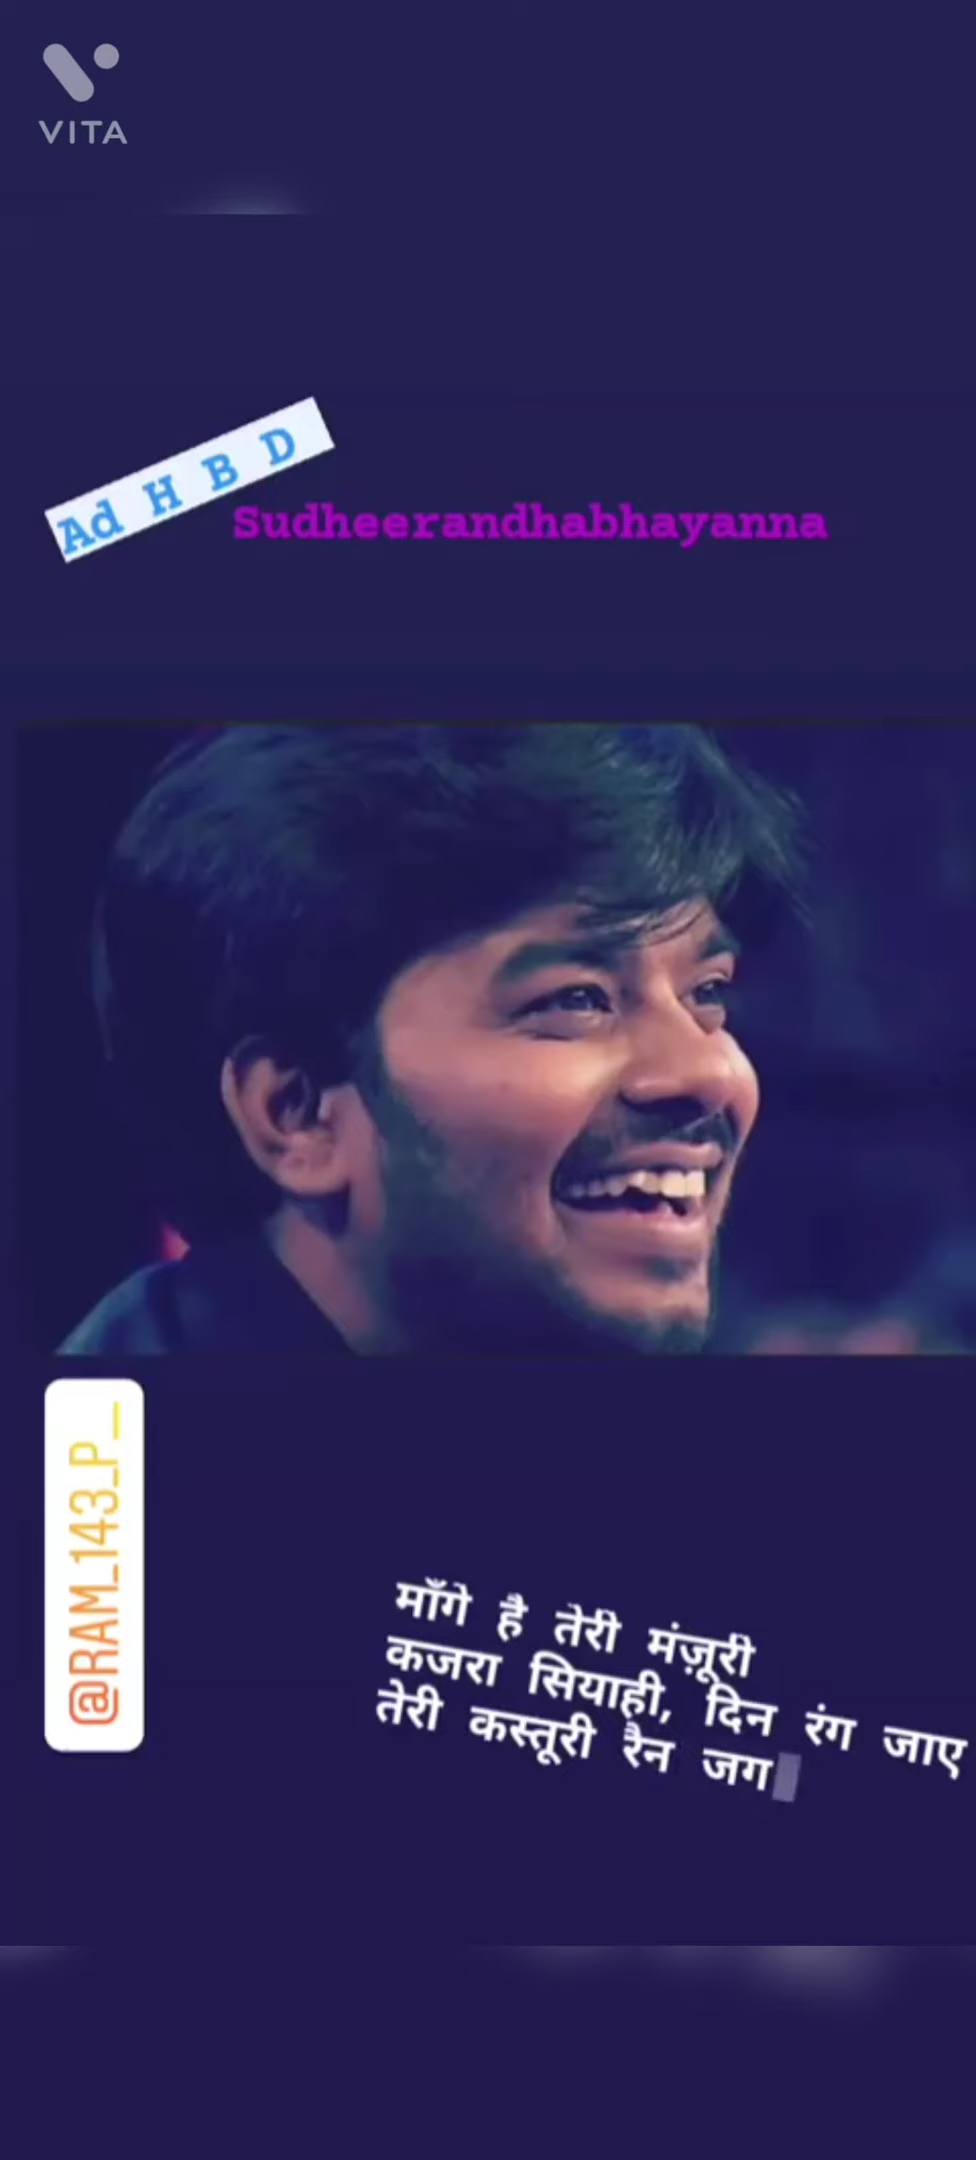 VITA
Ad H B D
Sudheerandhabhayanna
@RAM_143_P__
माँगे है तेरी मंज़ूरी
कजरा सियाही, दिन रंग जाए
तेरी कस्तूरी रैन जग